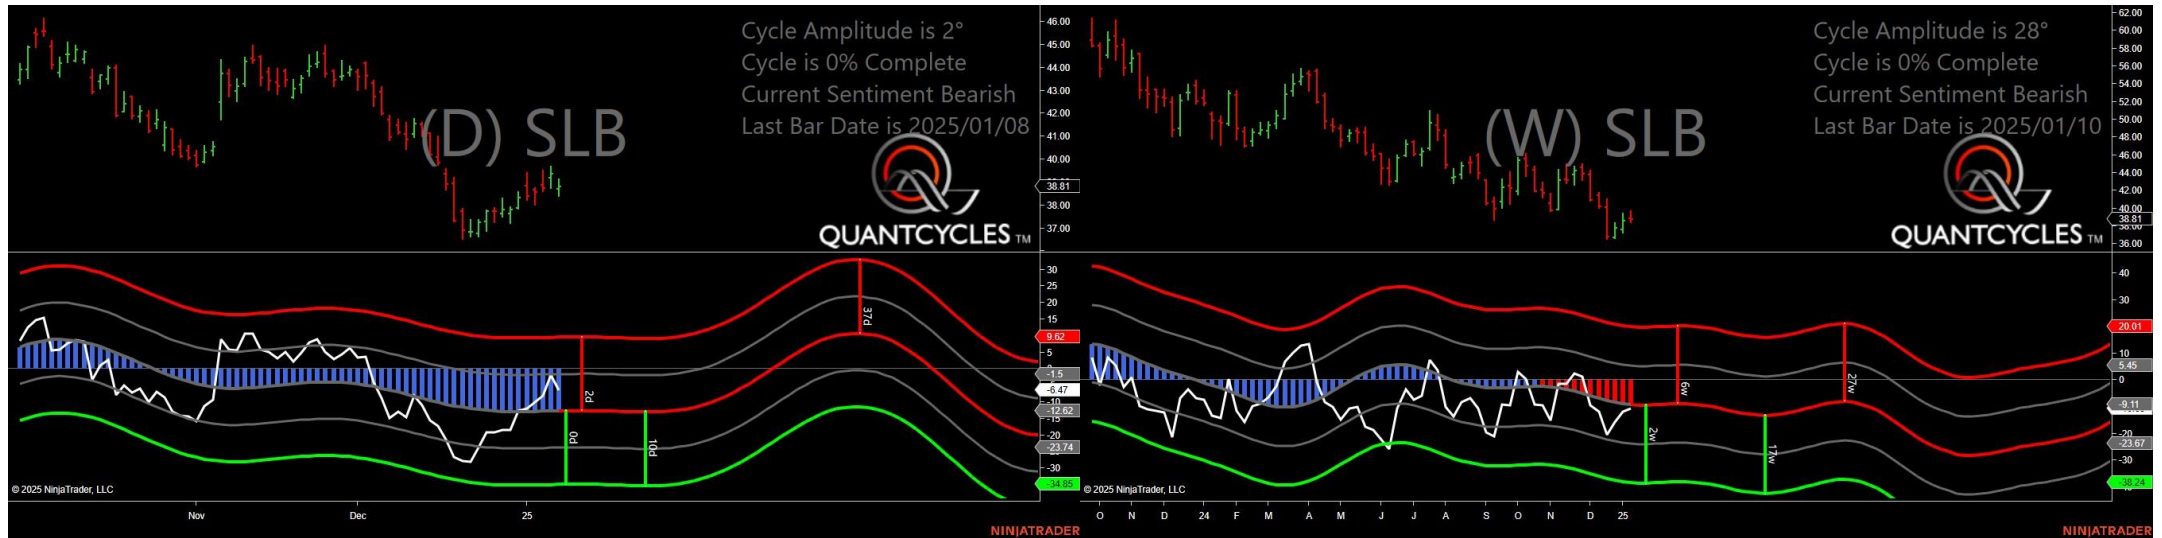 Cycle Amplitude is 2°
Cycle is 0% Complete
Current Sentiment Bearish
Last Bar Date is 2025/01/08
(D) SLB
QUANTCYCLES TM
46.00
45.00
44.00
43.00
42.00
41.00
40.00
38.81
38.00
37.00
30
25
20
15
9.62
5
-1.5
-6.47
-10
-12.62
-15
-20
-23.74
-30
-34.85
37d
2d
0d
10d
© 2025 NinjaTrader, LLC
Nov Dec 25
NINJATRADER
Cycle Amplitude is 28°
Cycle is 0% Complete
Current Sentiment Bearish
Last Bar Date is 2025/01/10
(W) SLB
QUANTCYCLES TM
62.00
60.00
58.00
56.00
54.00
52.00
50.00
48.00
46.00
44.00
42.00
40.00
38.81
38.00
36.00
40
30
20.01
10
5.45
0
-9.11
-20
-23.67
-30
-38.24
6w
27w
2w
17w
© 2025 NinjaTrader, LLC
O N D 24 F M A M J J A S O N D 25
NINJATRADER